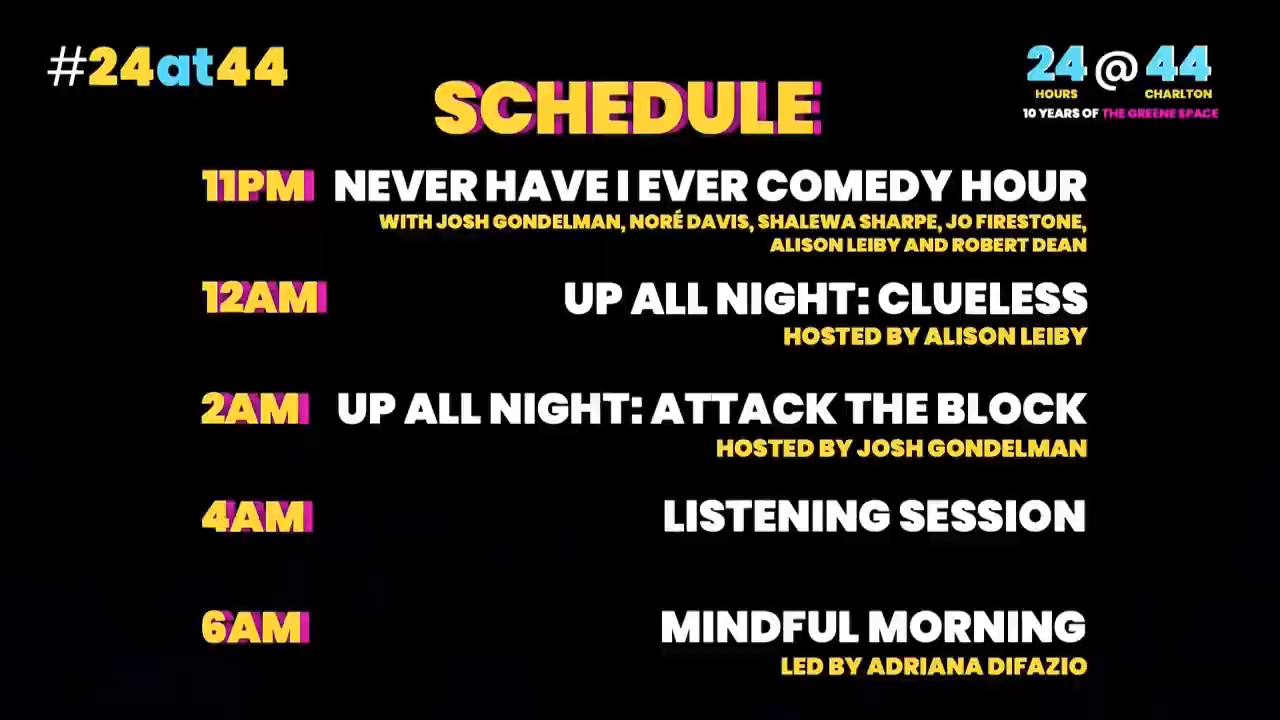 #24at44
24 @ 44
HOURS CHARLTON
10 YEARS OF THE GREENE SPACE
SCHEDULE
11PM NEVER HAVE I EVER COMEDY HOUR
WITH JOSH GONDELMAN, NORÉ DAVIS, SHALEWA SHARPE, JO FIRESTONE,
ALISON LEIBY AND ROBERT DEAN
12AM UP ALL NIGHT: CLUELESS
HOSTED BY ALISON LEIBY
2AM UP ALL NIGHT: ATTACK THE BLOCK
HOSTED BY JOSH GONDELMAN
4AM LISTENING SESSION
6AM MINDFUL MORNING
LED BY ADRIANA DIFAZIO